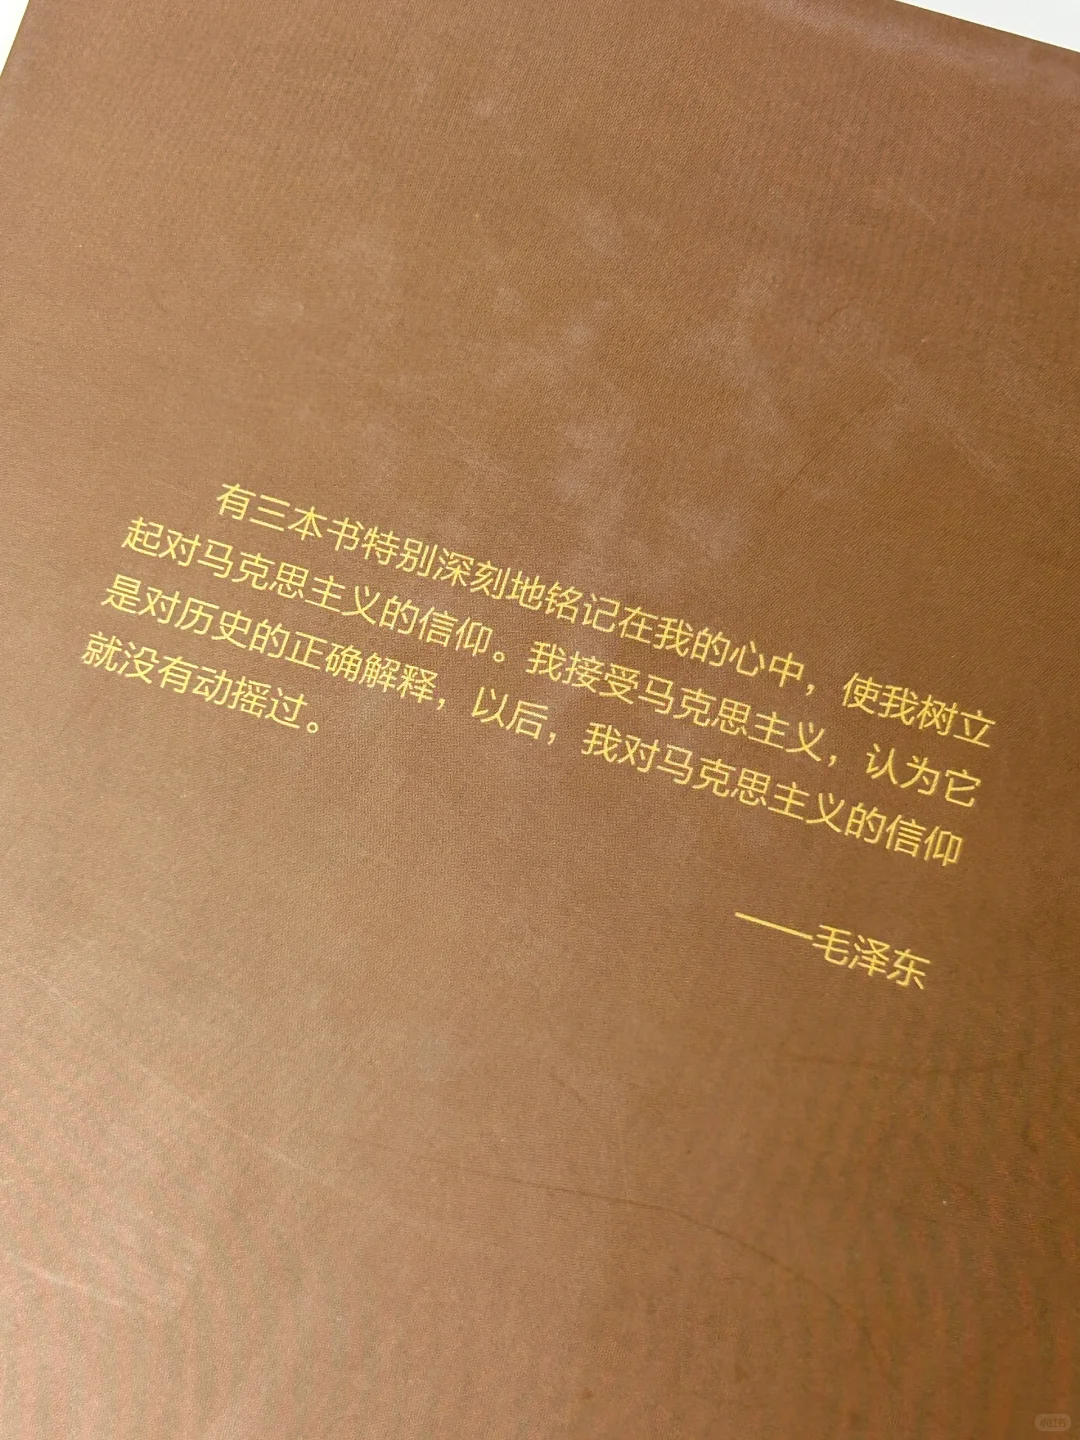 有三本书特别深刻地铭记在我的心中，使我树立
起对马克思主义的信仰。我接受马克思主义，认为它
是对历史的正确解释，以后，我对马克思主义的信仰
就没有动摇过。
——毛泽东
小红书